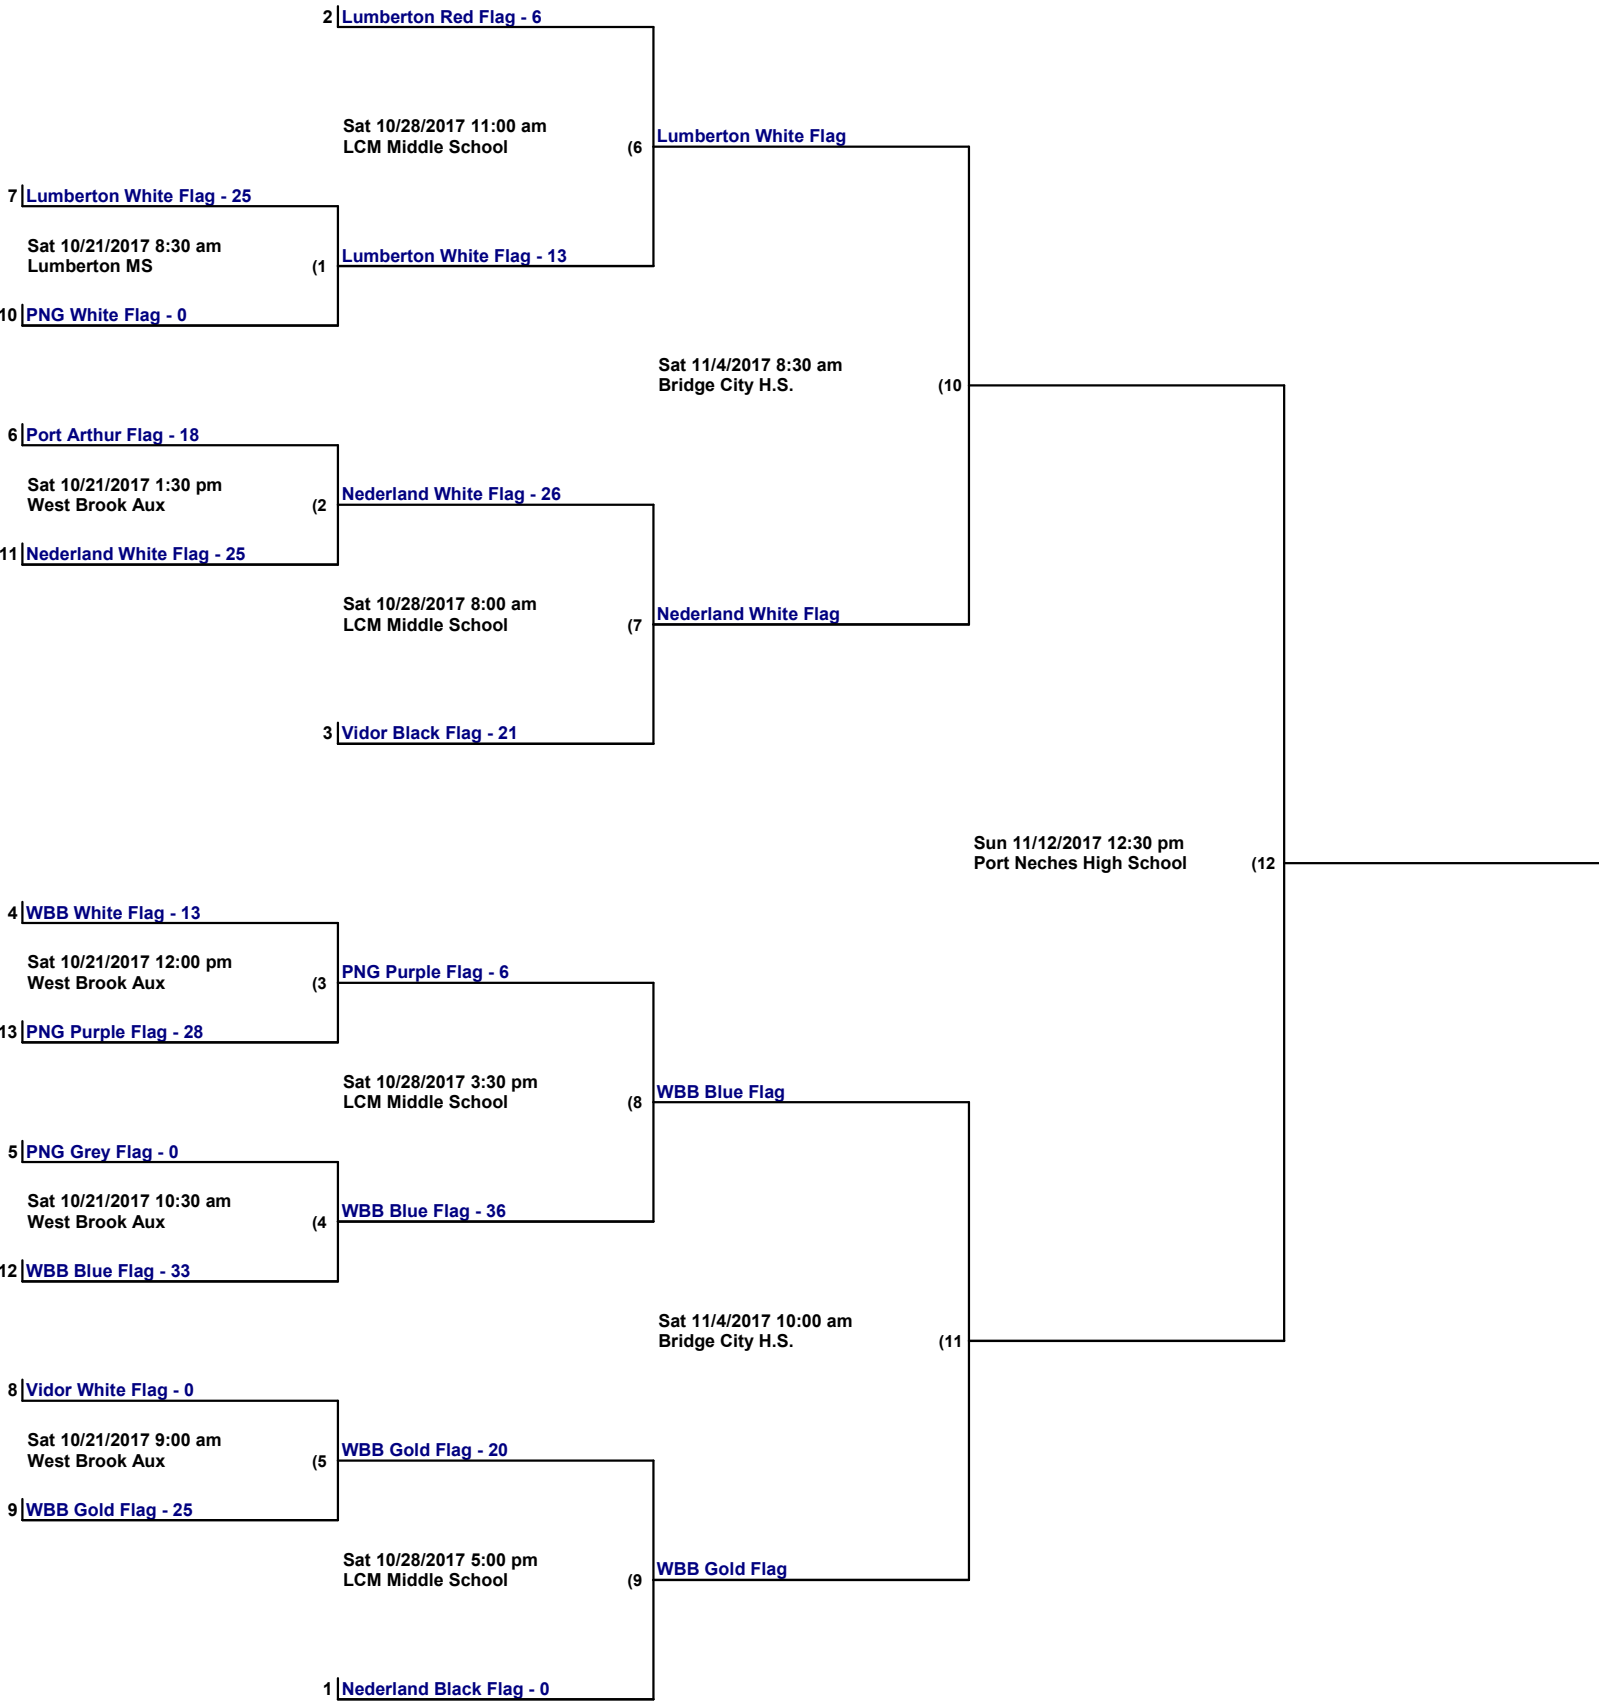 2 Lumberton Red Flag - 6
Sat 10/28/2017 11:00 am
LCM Middle School (6
Lumberton White Flag
7 Lumberton White Flag - 25
Sat 10/21/2017 8:30 am
Lumberton MS (1
Lumberton White Flag - 13
10 PNG White Flag - 0
Sat 11/4/2017 8:30 am
Bridge City H.S. (10
6 Port Arthur Flag - 18
Sat 10/21/2017 1:30 pm
West Brook Aux (2
Nederland White Flag - 26
11 Nederland White Flag - 25
Sat 10/28/2017 8:00 am
LCM Middle School (7
Nederland White Flag
3 Vidor Black Flag - 21
Sun 11/12/2017 12:30 pm
Port Neches High School (12
4 WBB White Flag - 13
Sat 10/21/2017 12:00 pm
West Brook Aux (3
PNG Purple Flag - 6
13 PNG Purple Flag - 28
Sat 10/28/2017 3:30 pm
LCM Middle School (8
WBB Blue Flag
5 PNG Grey Flag - 0
Sat 10/21/2017 10:30 am
West Brook Aux (4
WBB Blue Flag - 36
12 WBB Blue Flag - 33
Sat 11/4/2017 10:00 am
Bridge City H.S. (11
8 Vidor White Flag - 0
Sat 10/21/2017 9:00 am
West Brook Aux (5
WBB Gold Flag - 20
9 WBB Gold Flag - 25
Sat 10/28/2017 5:00 pm
LCM Middle School (9
WBB Gold Flag
1 Nederland Black Flag - 0